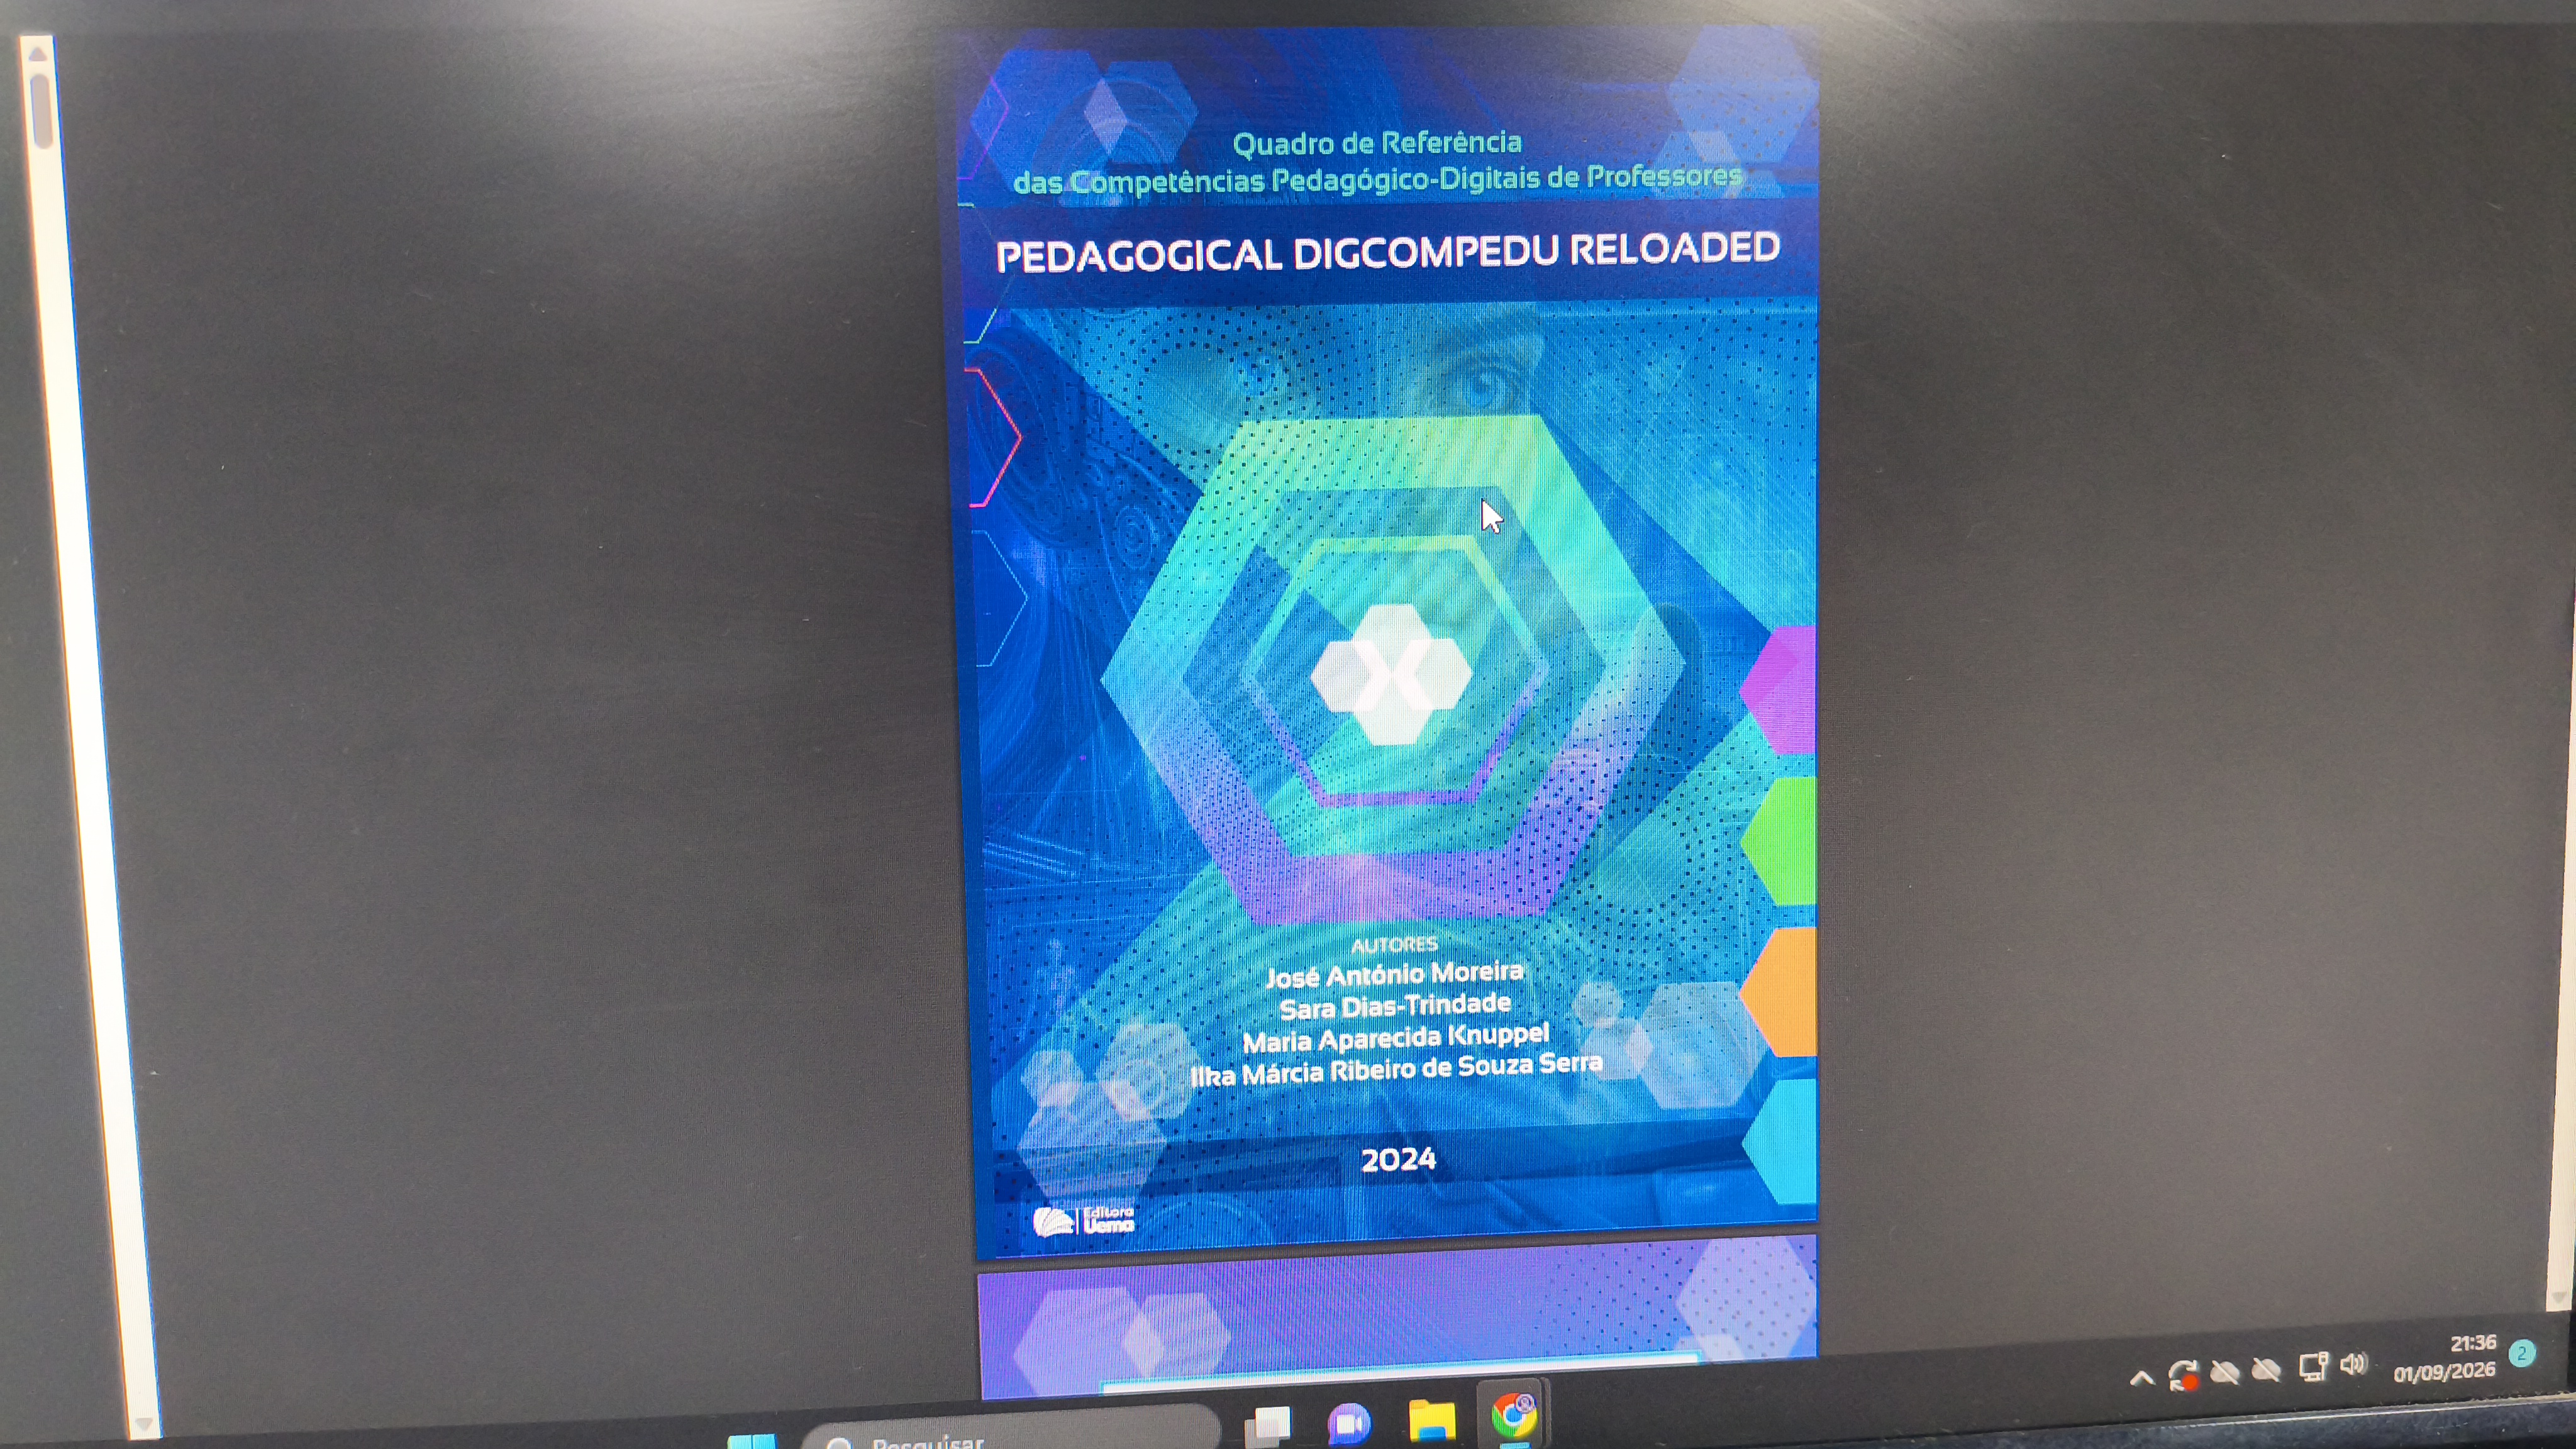 Quadro de Referência
das Competências Pedagógico-Digitais de Professores
PEDAGOGICAL DIGCOMPEDU RELOADED
AUTORES
José António Moreira
Sara Dias-Trindade
Maria Aparecida Knuppel
Ilka Márcia Ribeiro de Souza Serra
2024
Editora
Uema
Pesquisar
21:36
01/09/2026
2